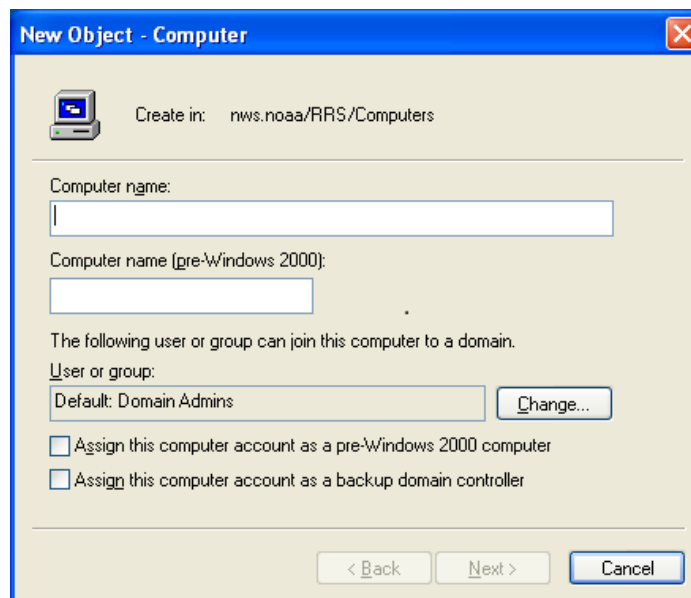 New Object - Computer
Create in: nws.noaa/RRS/Computers
Computer name:
Computer name (pre-Windows 2000):
The following user or group can join this computer to a domain.
User or group:
Default: Domain Admins
Change...
Assign this computer account as a pre-Windows 2000 computer
Assign this computer account as a backup domain controller
< Back Next > Cancel